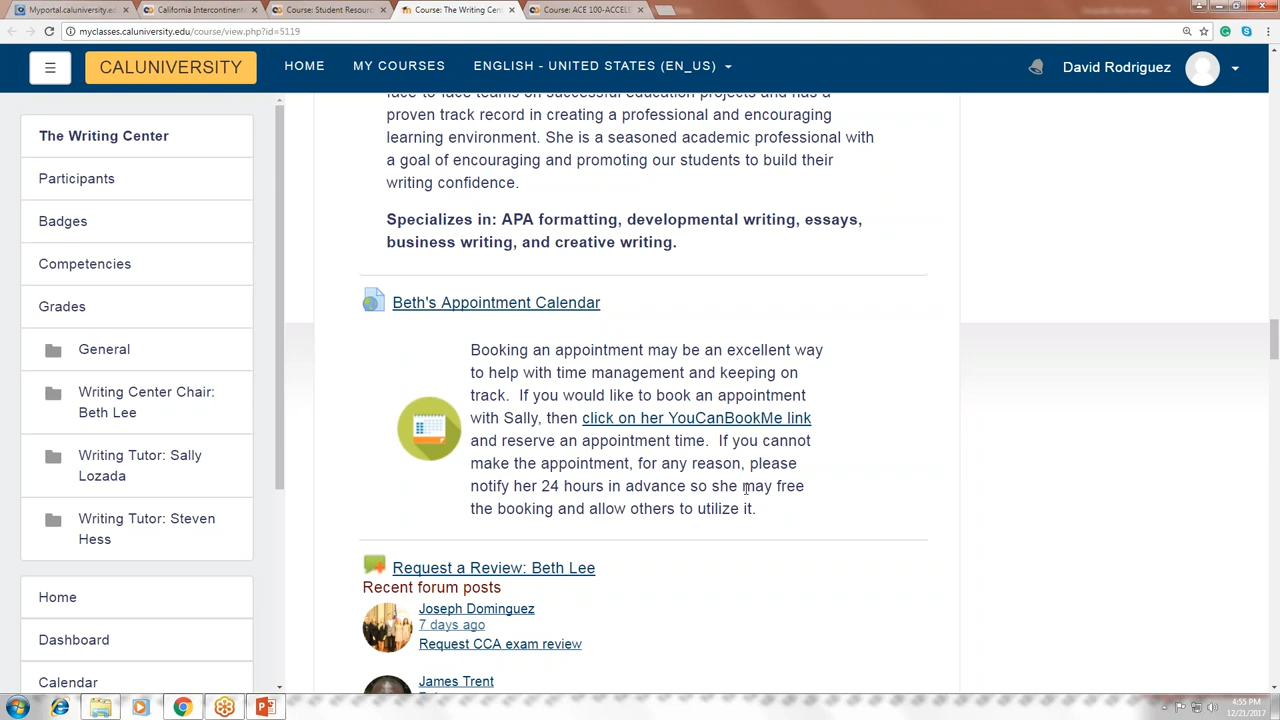 Myportal.caluniversity.e
California Intercontinen
Course: Student Resourc
Course: The Writing Cen
Course: ACE 100-ACCELE
myclasses.caluniversity.edu/course/view.php?id=5119
CALUNIVERSITY
HOME
MY COURSES
ENGLISH - UNITED STATES (EN_US)
David Rodriguez
The Writing Center
Participants
Badges
Competencies
Grades
General
Writing Center Chair:
Beth Lee
Writing Tutor: Sally
Lozada
Writing Tutor: Steven
Hess
Home
Dashboard
Calendar
face to face teams on successful education projects and has a
proven track record in creating a professional and encouraging
learning environment. She is a seasoned academic professional with
a goal of encouraging and promoting our students to build their
writing confidence.
Specializes in: APA formatting, developmental writing, essays,
business writing, and creative writing.
Beth's Appointment Calendar
Booking an appointment may be an excellent way
to help with time management and keeping on
track. If you would like to book an appointment
with Sally, then click on her YouCanBookMe link
and reserve an appointment time. If you cannot
make the appointment, for any reason, please
notify her 24 hours in advance so she may free
the booking and allow others to utilize it.
Request a Review: Beth Lee
Recent forum posts
Joseph Dominguez
7 days ago
Request CCA exam review
James Trent
4:55 PM
12/21/2017